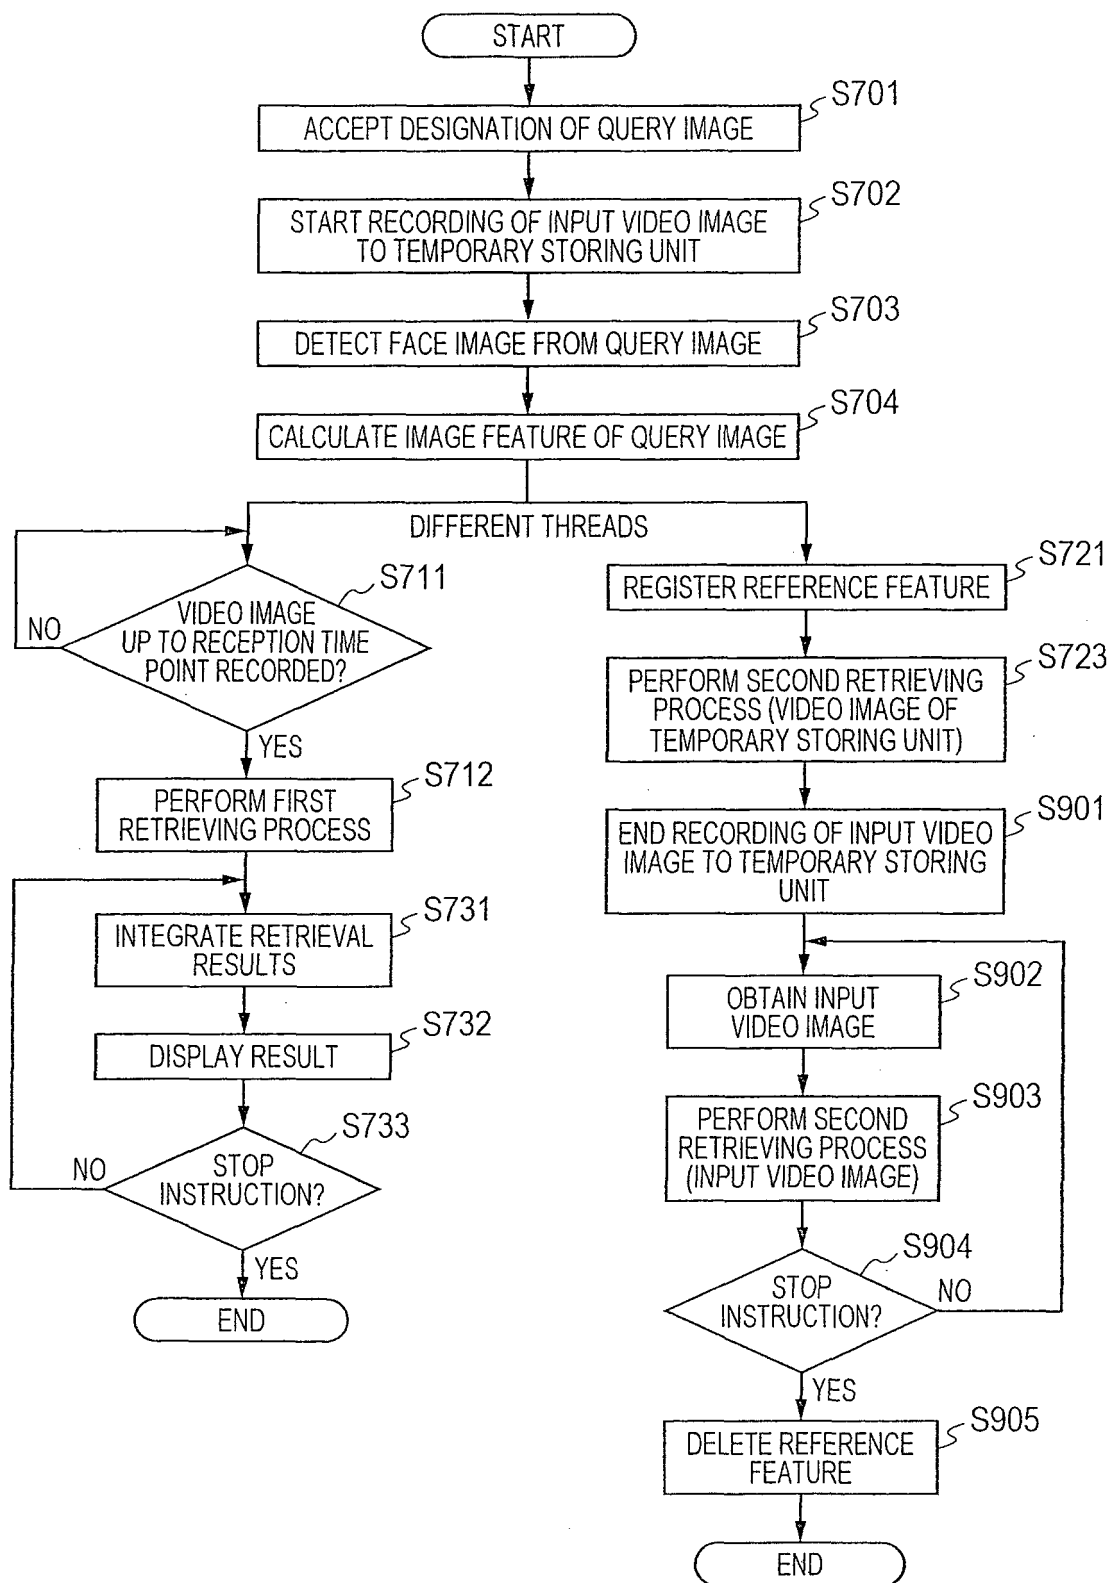 START
S701
ACCEPT DESIGNATION OF QUERY IMAGE
S702
START RECORDING OF INPUT VIDEO IMAGE
TO TEMPORARY STORING UNIT
S703
DETECT FACE IMAGE FROM QUERY IMAGE
S704
CALCULATE IMAGE FEATURE OF QUERY IMAGE
DIFFERENT THREADS
S711
VIDEO IMAGE
UP TO RECEPTION TIME
POINT RECORDED?
NO
YES
S712
PERFORM FIRST
RETRIEVING PROCESS
S731
INTEGRATE RETRIEVAL
RESULTS
S732
DISPLAY RESULT
S733
STOP
INSTRUCTION?
NO
YES
END
S721
REGISTER REFERENCE FEATURE
S723
PERFORM SECOND RETRIEVING
PROCESS (VIDEO IMAGE OF
TEMPORARY STORING UNIT)
S901
END RECORDING OF INPUT VIDEO
IMAGE TO TEMPORARY STORING
UNIT
S902
OBTAIN INPUT
VIDEO IMAGE
S903
PERFORM SECOND
RETRIEVING PROCESS
(INPUT VIDEO IMAGE)
S904
STOP
INSTRUCTION?
NO
YES
S905
DELETE REFERENCE
FEATURE
END